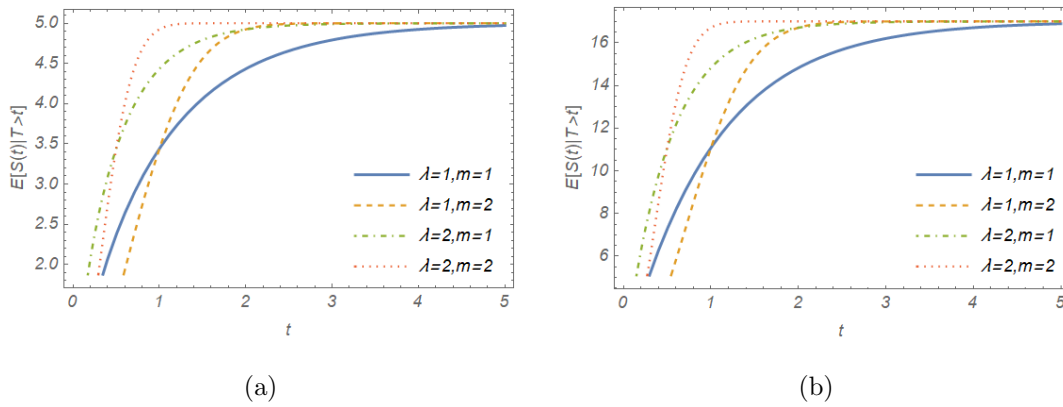 5.0
4.5
4.0
3.5
3.0
2.5
2.0
E[S(t)|T>t]
0 1 2 3 4 5
t
λ=1,m=1
λ=1,m=2
λ=2,m=1
λ=2,m=2
(a)
16
14
12
10
8
6
E[S(t)|T>t]
0 1 2 3 4 5
t
λ=1,m=1
λ=1,m=2
λ=2,m=1
λ=2,m=2
(b)